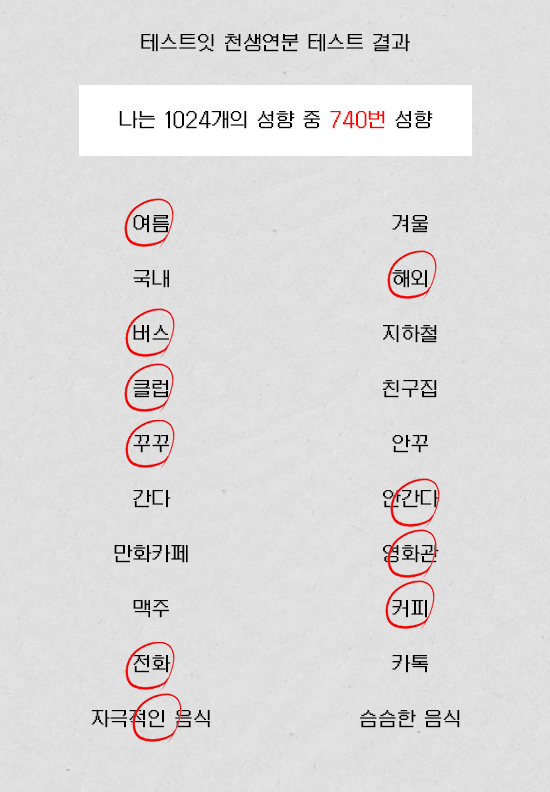 테스트잇 천생연분 테스트 결과
나는 1024개의 성향 중 740번 성향
여름 겨울
국내 해외
버스 지하철
클럽 친구집
꾸꾸 안꾸
간다 안간다
만화카페 영화관
맥주 커피
전화 카톡
자극적인 음식 슴슴한 음식